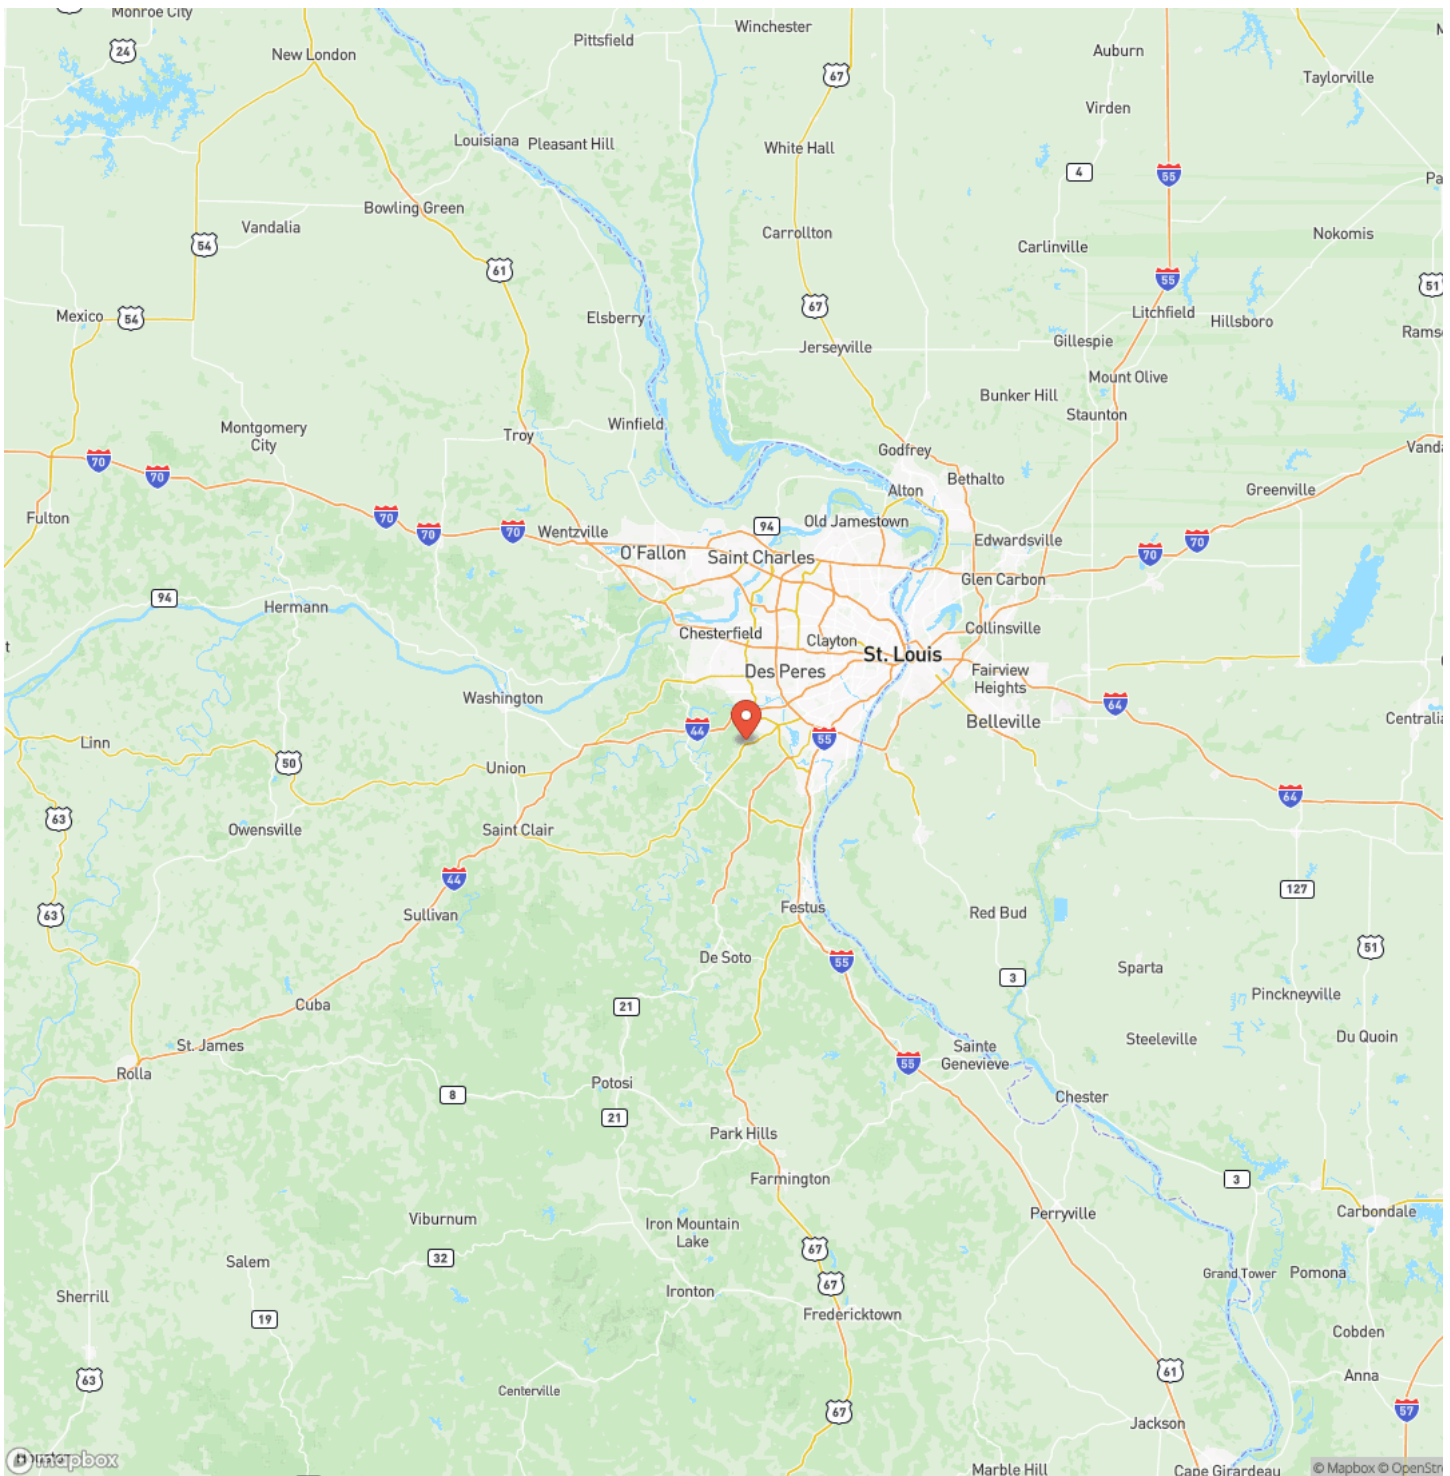 Monroe City
Winchester
24
New London
Pittsfield
Auburn
67
Taylorville
Virden
Louisiana
Pleasant Hill
White Hall
4
55
Pa
Bowling Green
Vandalia
Carrollton
Nokomis
54
Carlinville
61
55
51
Mexico
54
Elsberry
67
Litchfield
Hillsboro
Rams
Jerseyville
Gillespie
Mount Olive
Bunker Hill
Staunton
Montgomery
City
Troy
Winfield
Godfrey
Vanda
70
70
Bethalto
Alton
Greenville
Fulton
70
70
70
Wentzville
94
Old Jamestown
Edwardsville
70
70
O'Fallon
Saint Charles
Glen Carbon
94
Hermann
Chesterfield
Clayton
Collinsville
t
St. Louis
Des Peres
Fairview
Heights
Washington
64
44
Belleville
Centralia
Linn
55
50
Union
64
63
Owensville
Saint Clair
44
127
63
Sullivan
Festus
Red Bud
De Soto
55
51
3
Sparta
Cuba
21
Pinckneyville
St. James
Steeleville
Du Quoin
Rolla
Sainte
Genevieve
55
8
Potosi
Chester
21
Park Hills
Farmington
3
Viburnum
Iron Mountain
Lake
Perryville
Carbondale
32
67
Salem
Grand Tower
Pomona
Sherrill
Ironton
67
19
Fredericktown
Cobden
63
61
Anna
Centerville
67
57
Jackson
Houston
mapbox
Marble Hill
Cape Girardeau
© Mapbox © OpenStre